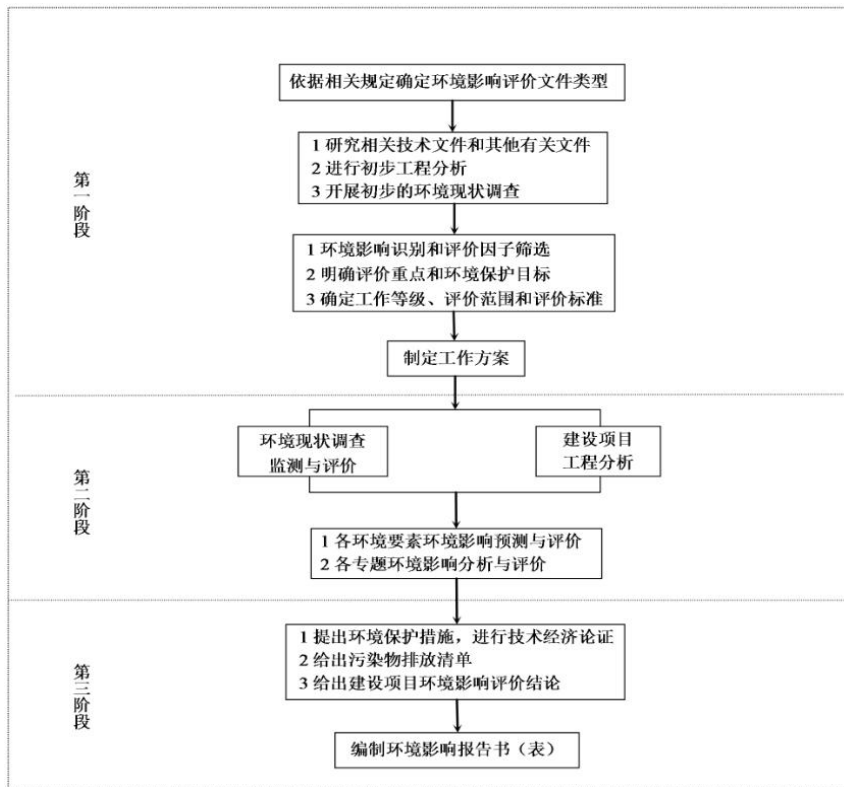 依据相关规定确定环境影响评价文件类型
1 研究相关技术文件和其他有关文件
2 进行初步工程分析
3 开展初步的环境现状调查
第一阶段
1 环境影响识别和评价因子筛选
2 明确评价重点和环境保护目标
3 确定工作等级、评价范围和评价标准
制定工作方案
环境现状调查
监测与评价
建设项目
工程分析
第二阶段
1 各环境要素环境影响预测与评价
2 各专题环境影响分析与评价
1 提出环境保护措施，进行技术经济论证
2 给出污染物排放清单
3 给出建设项目环境影响评价结论
第三阶段
编制环境影响报告书（表）